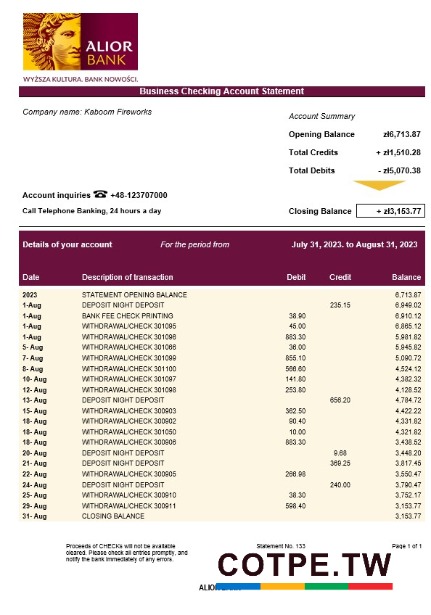 ALIOR
BANK
WYŻSZA KULTURA. BANK NOWOŚCI.
Business Checking Account Statement
Company name: Kaboom Fireworks
Account Summary
Opening Balance zł6,713.87
Total Credits + zł1,510.28
Total Debits - zł5,070.38
Account inquiries ☎ +48-123707000
Call Telephone Banking, 24 hours a day
Closing Balance + zł3,153.77
Details of your account For the period from July 31, 2023. to August 31, 2023
Date Description of transaction Debit Credit Balance
2023 STATEMENT OPENING BALANCE 6,713.87
1-Aug DEPOSIT NIGHT DEPOSIT 235.15 6,949.02
1-Aug BANK FEE CHECK PRINTING 38.90 6,910.12
1-Aug WITHDRAWAL/CHECK 301095 45.00 6,865.12
1-Aug WITHDRAWAL/CHECK 301096 883.30 5,981.82
5- Aug WITHDRAWAL/CHECK 301066 36.00 5,945.82
7- Aug WITHDRAWAL/CHECK 301099 855.10 5,090.72
8- Aug WITHDRAWAL/CHECK 301100 566.60 4,524.12
10- Aug WITHDRAWAL/CHECK 301097 141.80 4,382.32
12- Aug WITHDRAWAL/CHECK 301098 253.80 4,128.52
13- Aug DEPOSIT NIGHT DEPOSIT 656.20 4,784.72
15- Aug WITHDRAWAL/CHECK 300903 362.50 4,422.22
18- Aug WITHDRAWAL/CHECK 300902 90.40 4,331.82
18- Aug WITHDRAWAL/CHECK 301050 10.00 4,321.82
18- Aug WITHDRAWAL/CHECK 300906 883.30 3,438.52
20- Aug DEPOSIT NIGHT DEPOSIT 9.68 3,448.20
21- Aug DEPOSIT NIGHT DEPOSIT 369.25 3,817.45
22- Aug WITHDRAWAL/CHECK 300905 266.98 3,550.47
24- Aug DEPOSIT NIGHT DEPOSIT 240.00 3,790.47
25- Aug WITHDRAWAL/CHECK 300910 38.30 3,752.17
29- Aug WITHDRAWAL/CHECK 300911 598.40 3,153.77
31- Aug CLOSING BALANCE 3,153.77
Proceeds of CHECKs will not be available Statement No. 133 Page 1 of 1
cleared. Please check all entries promptly, and
notify the bank immediately of any errors.
COTPE.TW